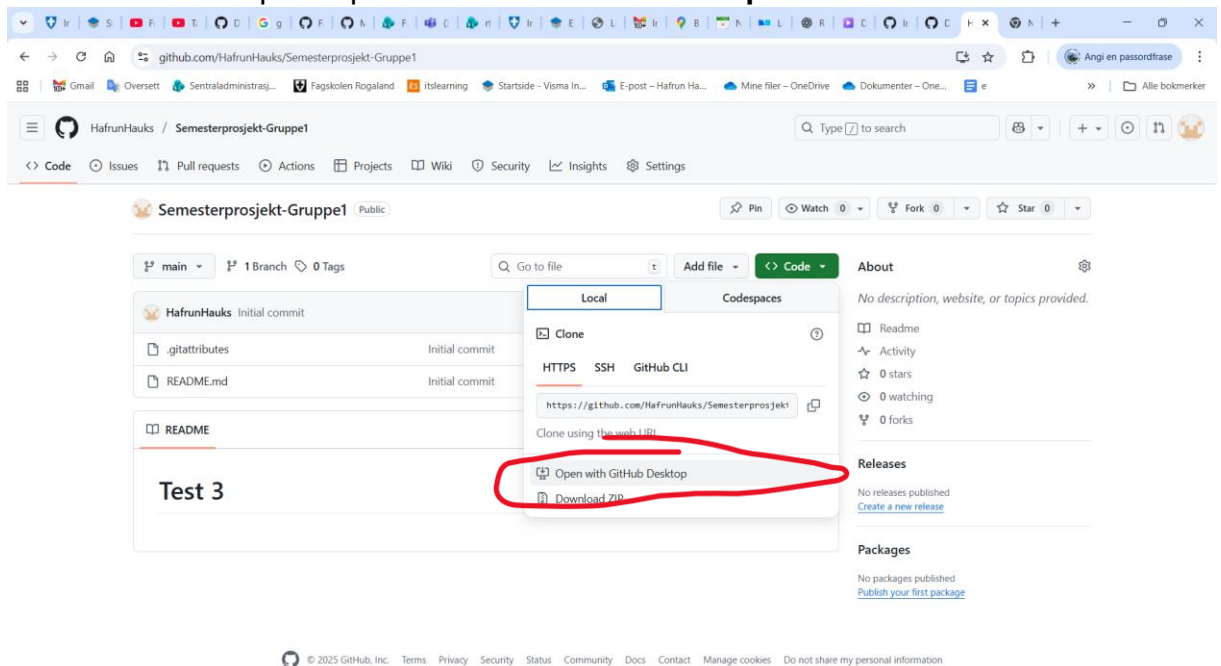 github.com/HafrunHauks/Semesterprosjekt-Gruppe1
Angi en passordfrase
Gmail Oversett Sentraladministrasj... Fagskolen Rogaland itslearning Startside - Visma In... E-post – Hafrun Ha... Mine filer – OneDrive Dokumenter – One... e » Alle bokmerker
HafrunHauks / Semesterprosjekt-Gruppe1
Type / to search
Code Issues Pull requests Actions Projects Wiki Security Insights Settings
Semesterprosjekt-Gruppe1 Public
Pin Watch 0 Fork 0 Star 0
main 1 Branch 0 Tags
Go to file t Add file <> Code
About
Local Codespaces
No description, website, or topics provided.
HafrunHauks Initial commit
Clone
Readme
.gitattributes Initial commit
Activity
HTTPS SSH GitHub CLI
0 stars
README.md Initial commit
https://github.com/HafrunHauks/Semesterprosjekt
0 watching
Clone using the web URL
0 forks
README
Open with GitHub Desktop
Releases
Test 3
Download ZIP
No releases published
Create a new release
Packages
No packages published
Publish your first package
© 2025 GitHub, Inc. Terms Privacy Security Status Community Docs Contact Manage cookies Do not share my personal information